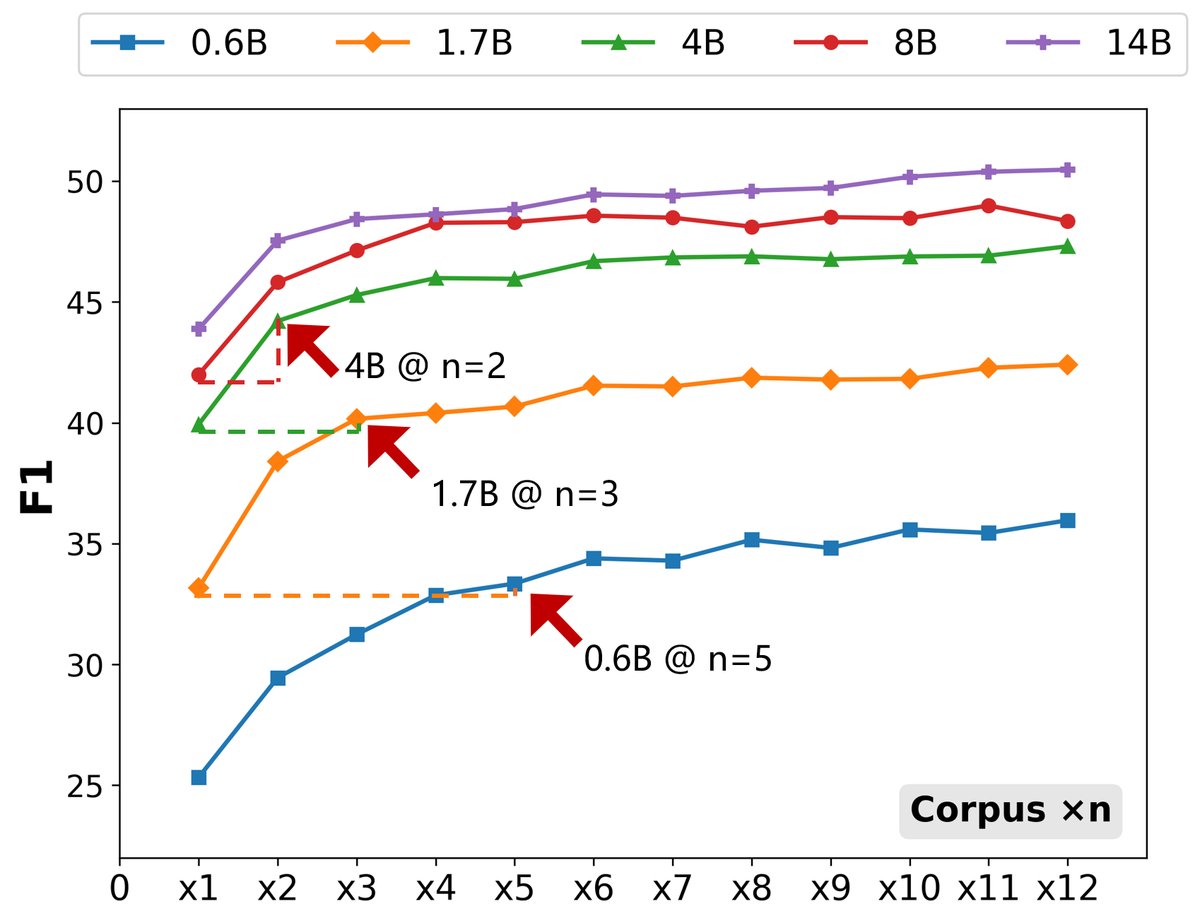 0.6B 1.7B 4B 8B 14B
F1
50
45
40
35
30
25
4B @ n=2
1.7B @ n=3
0.6B @ n=5
Corpus ×n
0 x1 x2 x3 x4 x5 x6 x7 x8 x9 x10 x11 x12